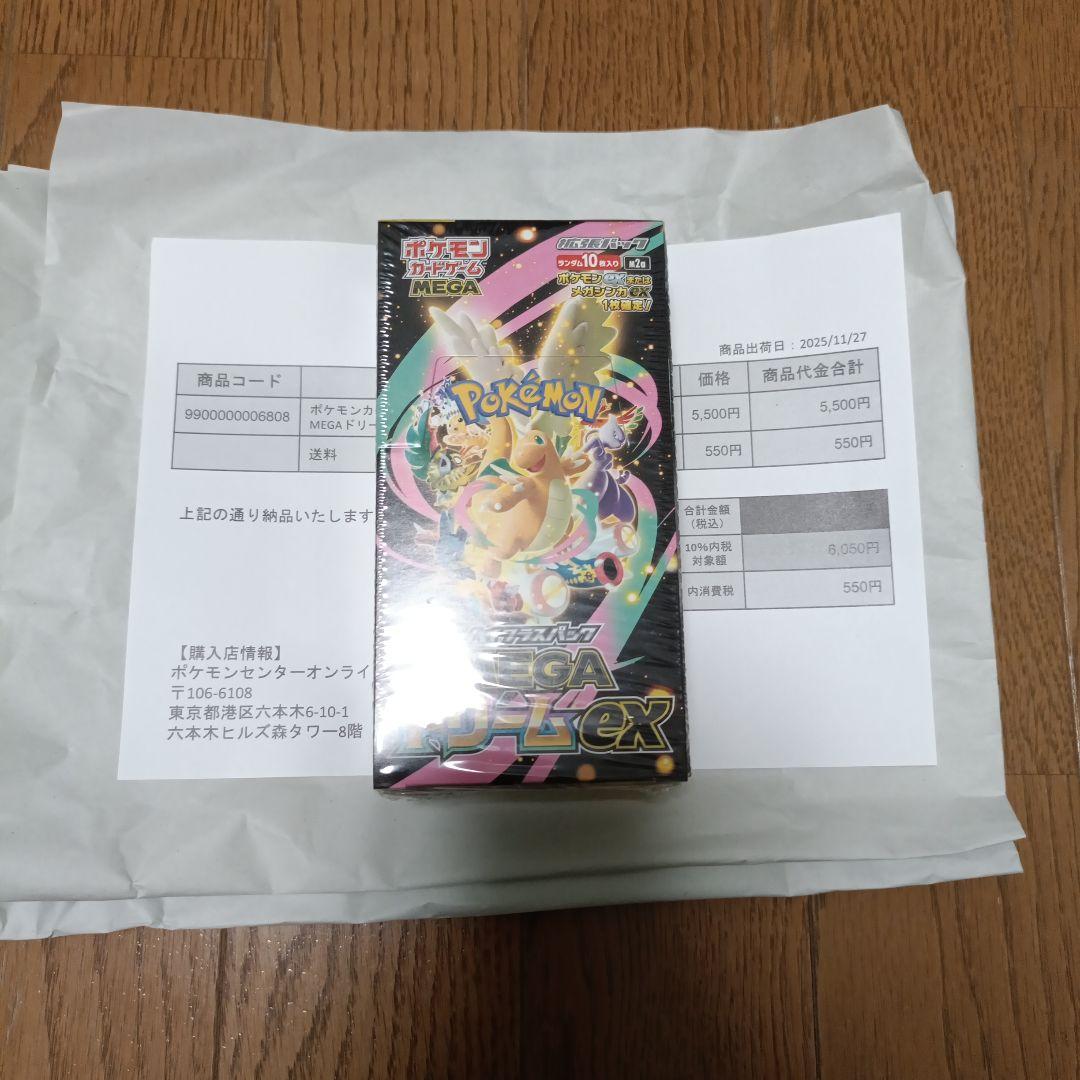 ポケモン
カードゲーム
MEGA
拡張パック
ランダム10枚入り 第2版
ポケモンexまたは
メガシンカex
1枚確定!
Pokémon
ハイクラスパック
MEGA
ドリームex
商品出荷日:2025/11/27
商品コード 価格 商品代金合計
9900000006808 ポケモンカ 5,500円 5,500円
MEGAドリー
送料 550円 550円
上記の通り納品いたします
合計金額
(税込)
10%内税
対象額 6,050円
内消費税 550円
【購入店情報】
ポケモンセンターオンライ
〒106-6108
東京都港区六本木6-10-1
六本木ヒルズ森タワー8階